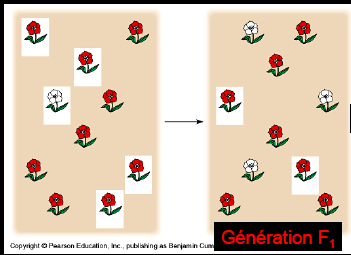 Génération F₁
Copyright © Pearson Education, Inc., publishing as Benjamin